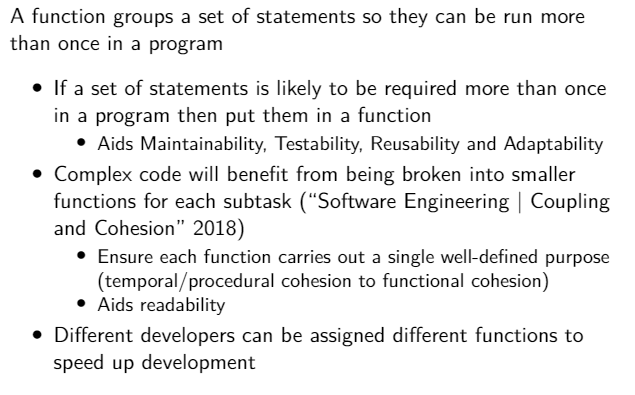 A function groups a set of statements so they can be run more
than once in a program
• If a set of statements is likely to be required more than once
in a program then put them in a function
• Aids Maintainability, Testability, Reusability and Adaptability
• Complex code will benefit from being broken into smaller
functions for each subtask (“Software Engineering | Coupling
and Cohesion” 2018)
• Ensure each function carries out a single well-defined purpose
(temporal/procedural cohesion to functional cohesion)
• Aids readability
• Different developers can be assigned different functions to
speed up development